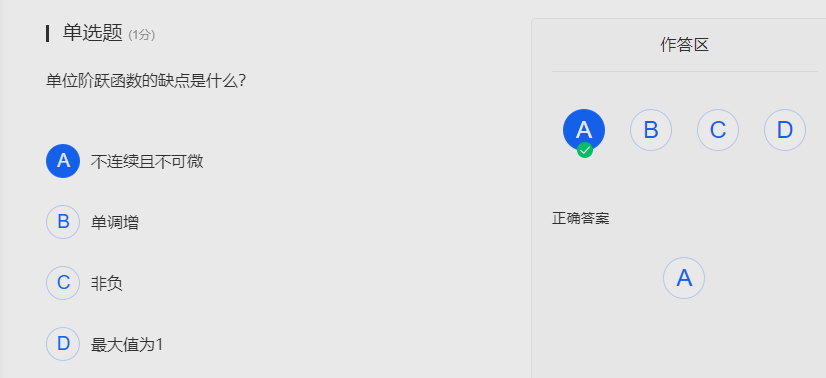 单选题 (1分)
单位阶跃函数的缺点是什么?
A 不连续且不可微
B 单调增
C 非负
D 最大值为1
作答区
A B C D
正确答案
A